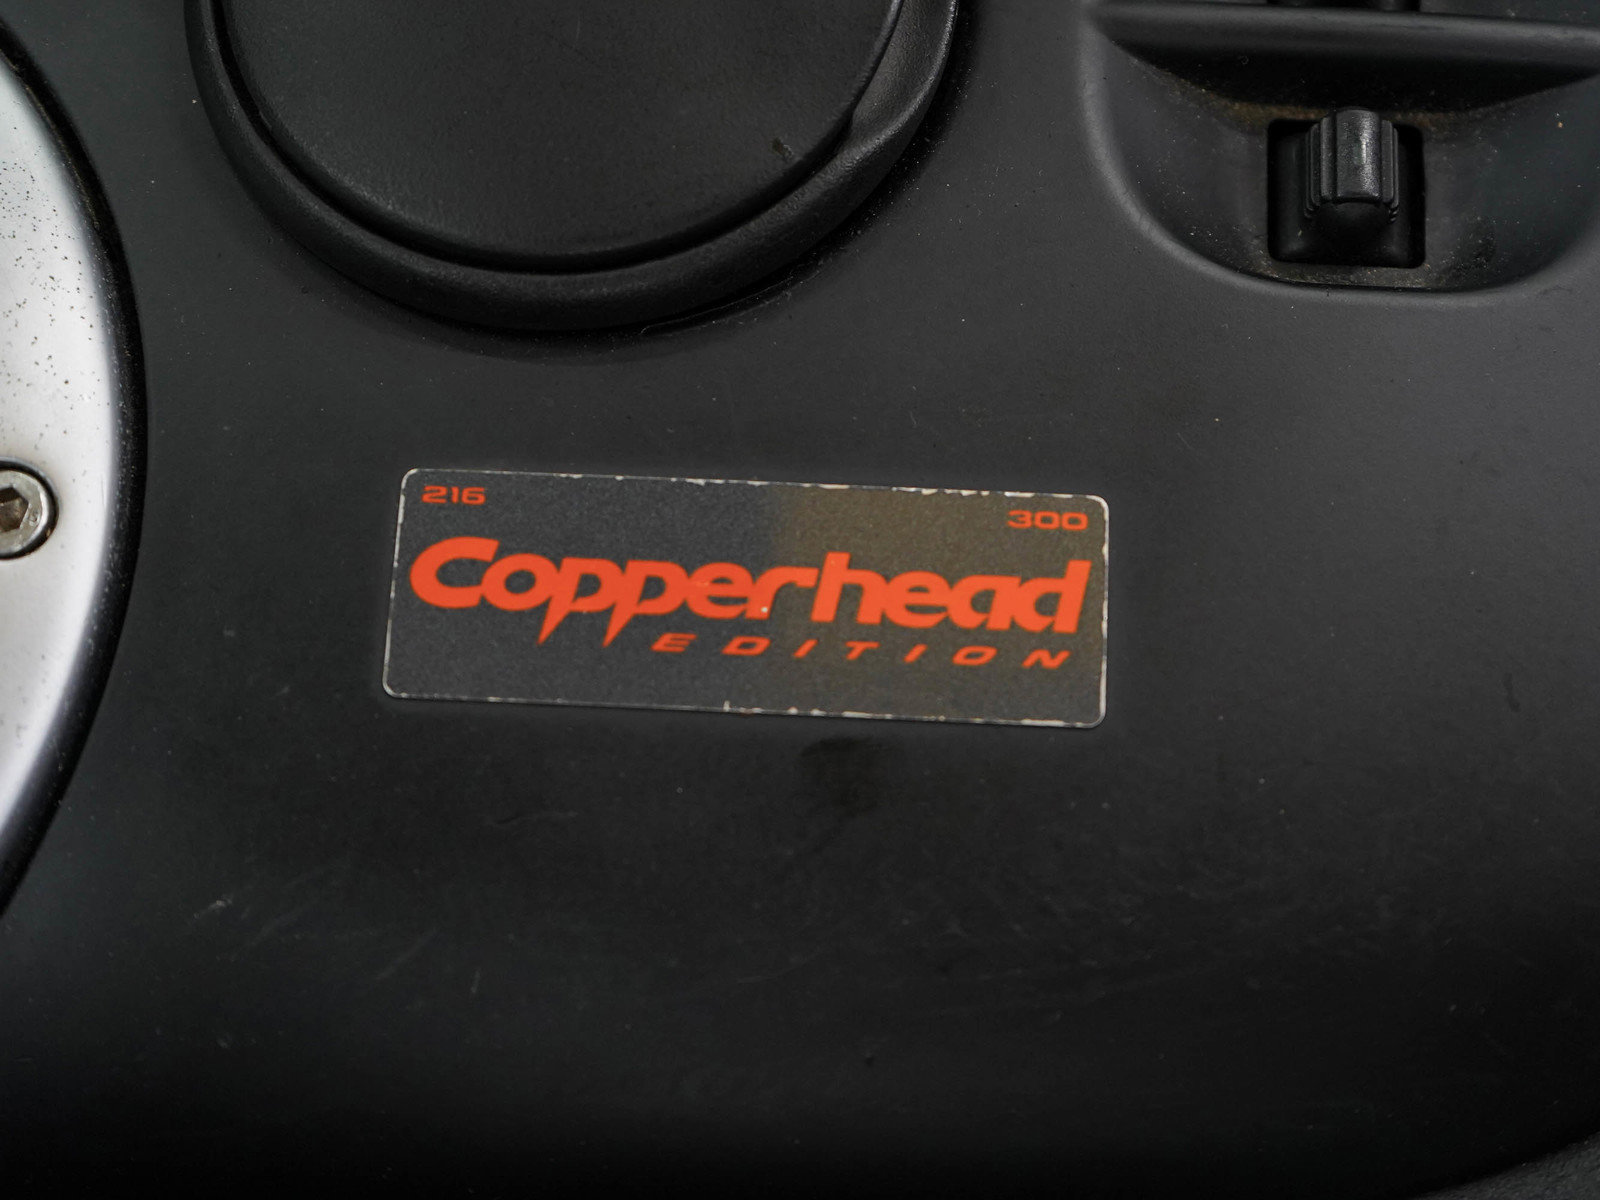 216
300
Copperhead
EDITION